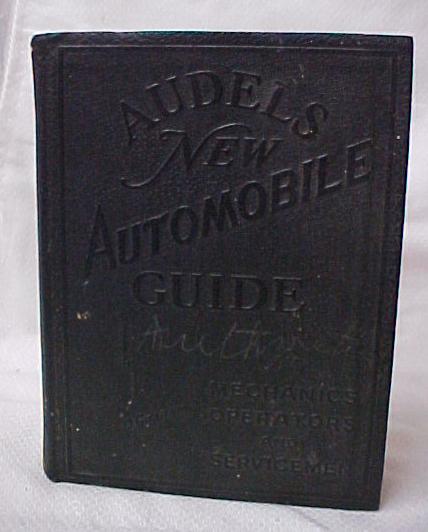 AUDELS
NEW
AUTOMOBILE
GUIDE
MECHANICS
OPERATORS
AND
SERVICEMEN